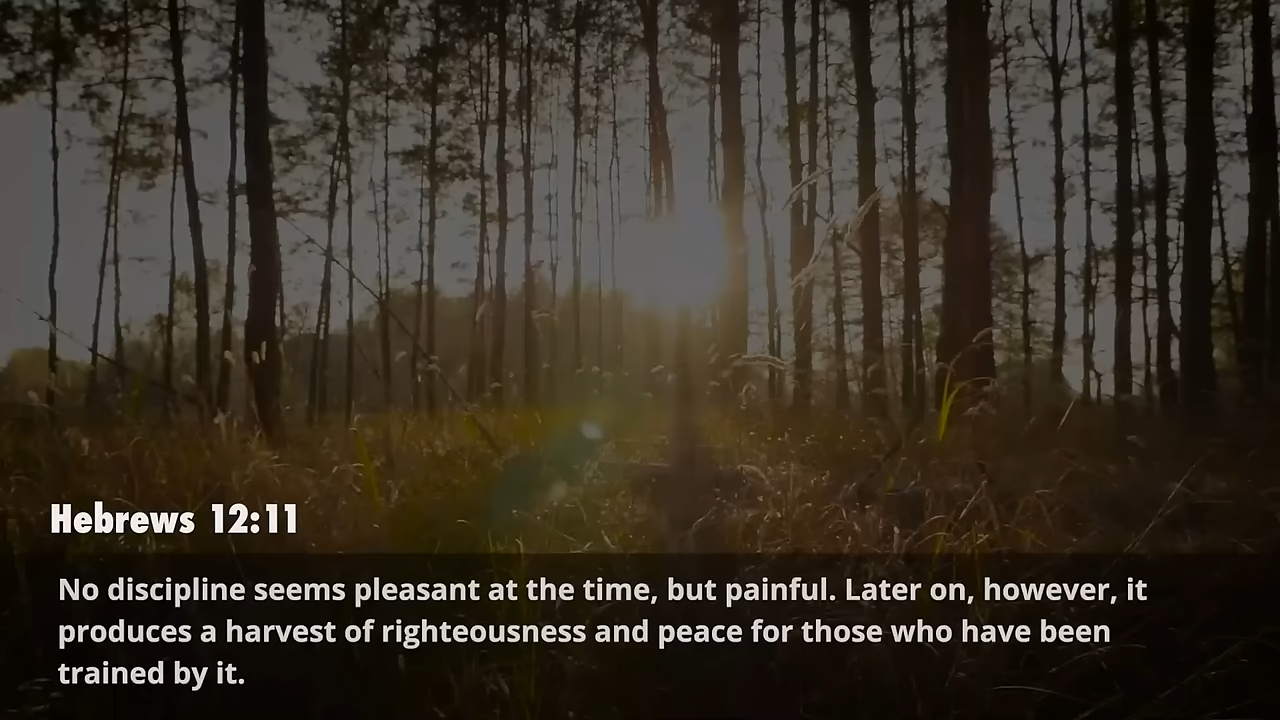 Hebrews 12:11
No discipline seems pleasant at the time, but painful. Later on, however, it
produces a harvest of righteousness and peace for those who have been
trained by it.